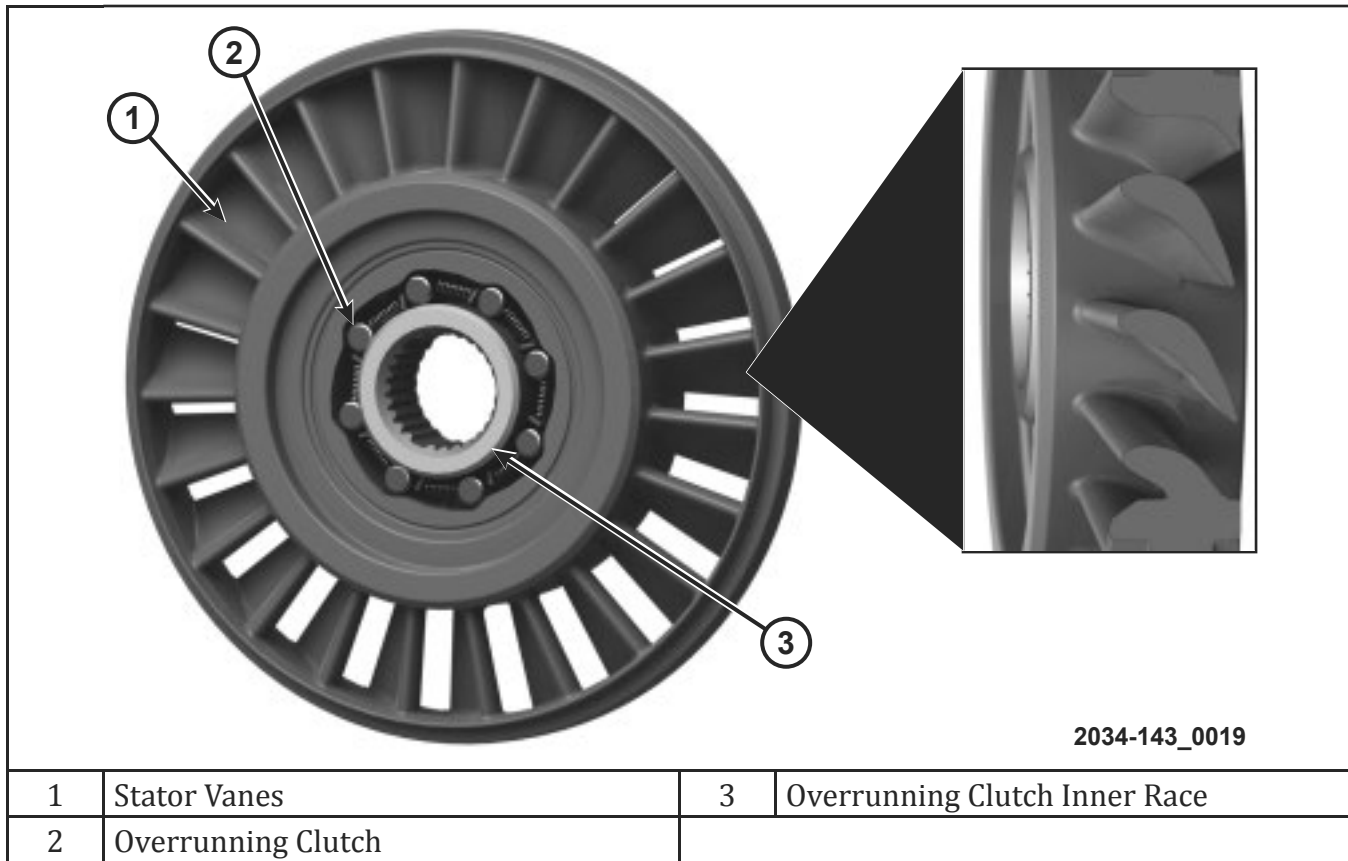 2
1
3
2034-143_0019
1 Stator Vanes 3 Overrunning Clutch Inner Race
2 Overrunning Clutch